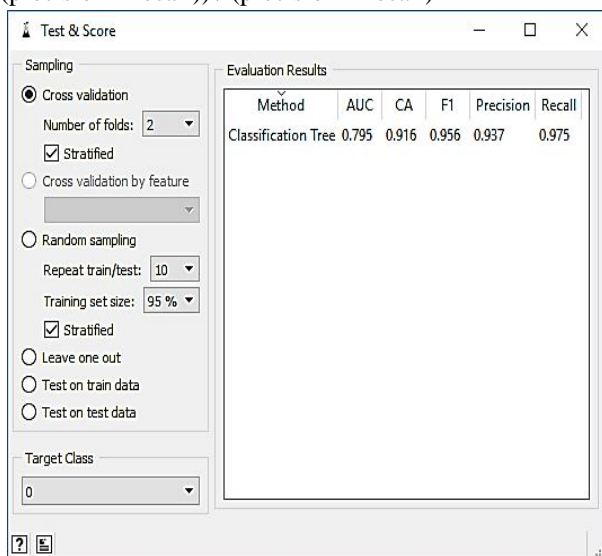 Test & Score
Sampling
Cross validation
Number of folds: 2
Stratified
Cross validation by feature
Random sampling
Repeat train/test: 10
Training set size: 95 %
Stratified
Leave one out
Test on train data
Test on test data
Target Class
0
Evaluation Results
Method AUC CA F1 Precision Recall
Classification Tree 0.795 0.916 0.956 0.937 0.975